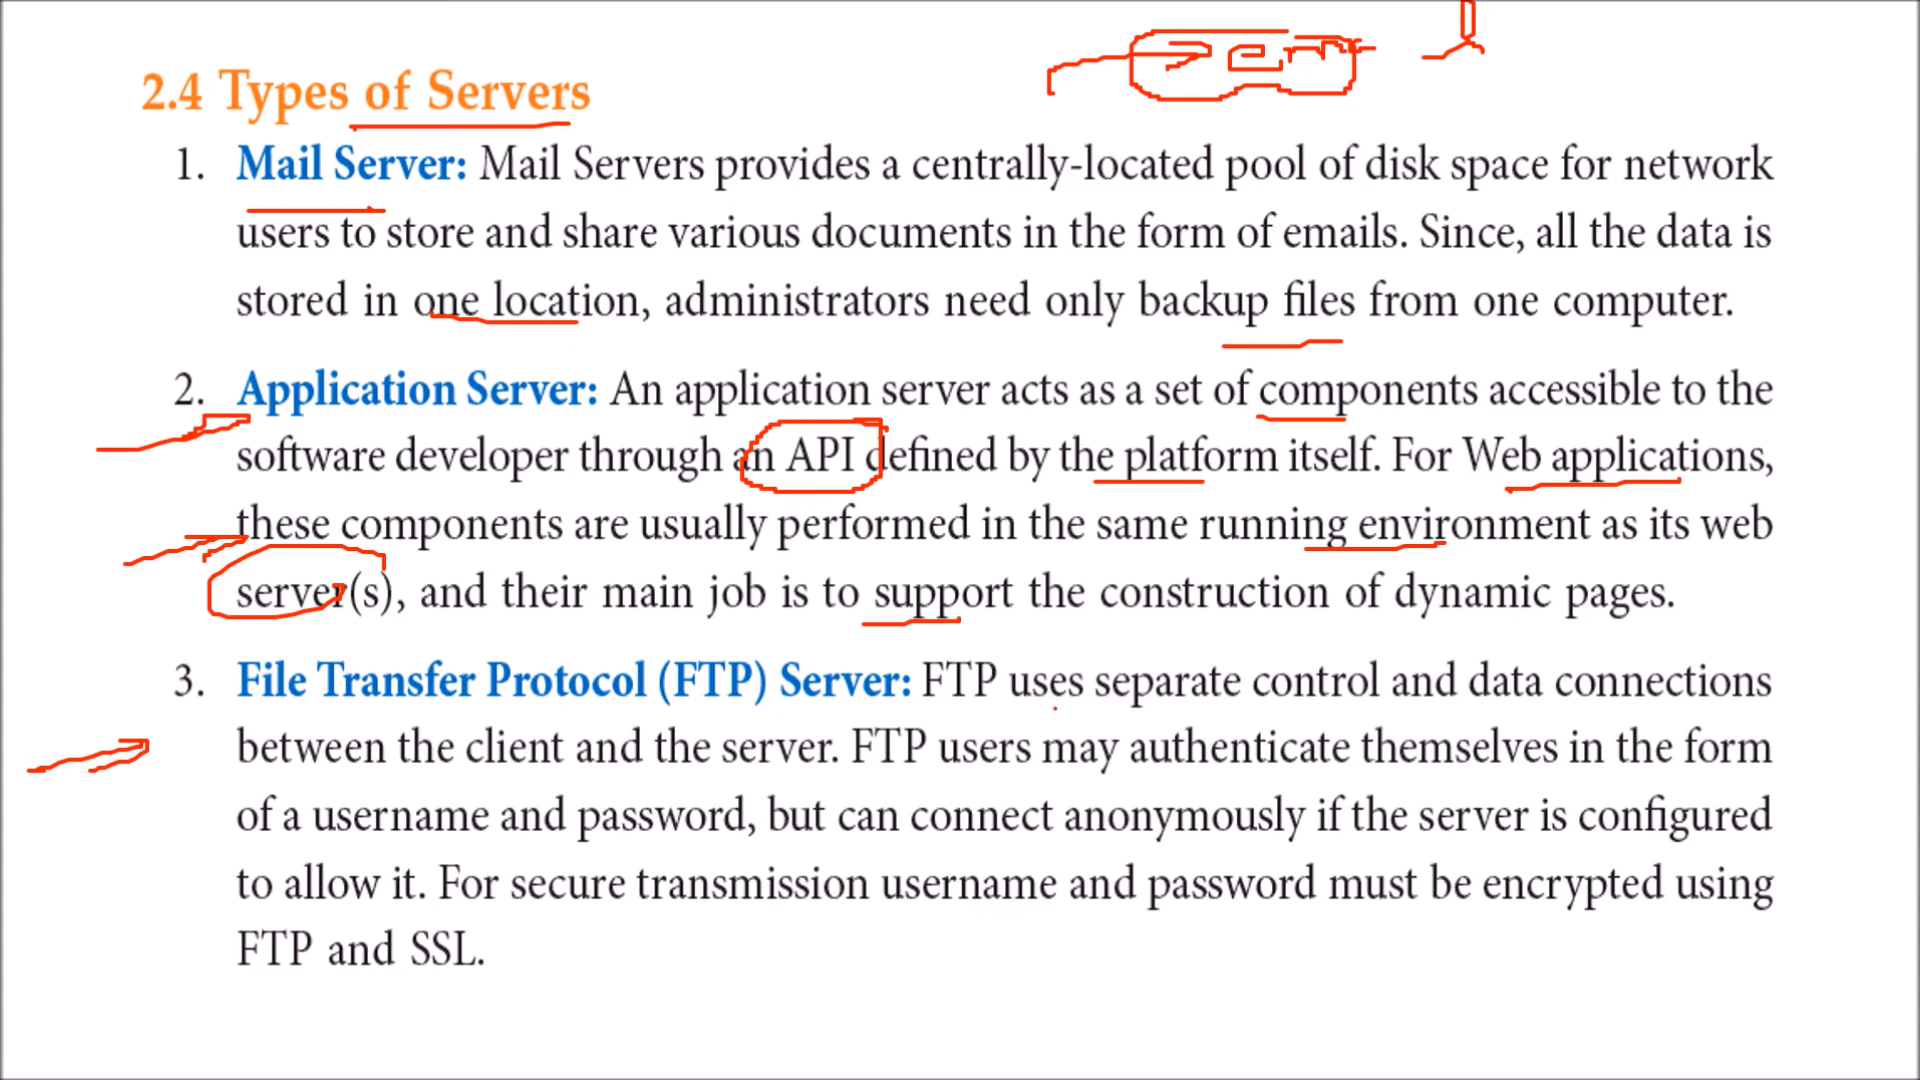 2.4 Types of Servers
1. Mail Server: Mail Servers provides a centrally-located pool of disk space for network
users to store and share various documents in the form of emails. Since, all the data is
stored in one location, administrators need only backup files from one computer.
2. Application Server: An application server acts as a set of components accessible to the
software developer through an API defined by the platform itself. For Web applications,
these components are usually performed in the same running environment as its web
server(s), and their main job is to support the construction of dynamic pages.
3. File Transfer Protocol (FTP) Server: FTP uses separate control and data connections
between the client and the server. FTP users may authenticate themselves in the form
of a username and password, but can connect anonymously if the server is configured
to allow it. For secure transmission username and password must be encrypted using
FTP and SSL.